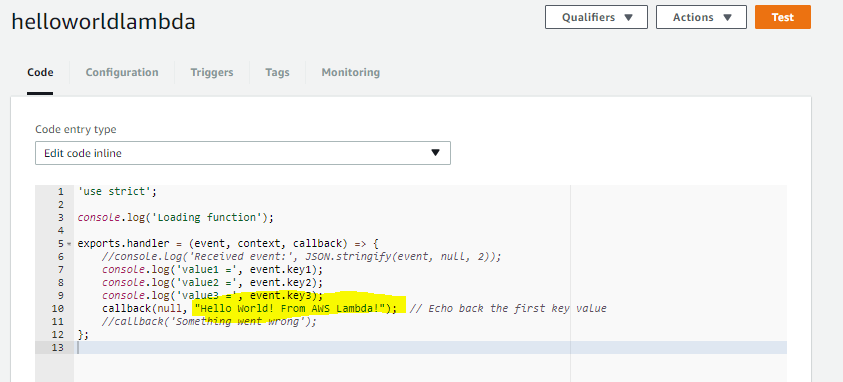 helloworldlambda
Qualifiers ▼ Actions ▼ Test
Code Configuration Triggers Tags Monitoring
Code entry type
Edit code inline ▼
1 'use strict';
2
3 console.log('Loading function');
4
5 exports.handler = (event, context, callback) => {
6 //console.log('Received event:', JSON.stringify(event, null, 2));
7 console.log('value1 =', event.key1);
8 console.log('value2 =', event.key2);
9 console.log('value3 =', event.key3);
10 callback(null, "Hello World! From AWS Lambda!"); // Echo back the first key value
11 //callback('Something went wrong');
12 };
13